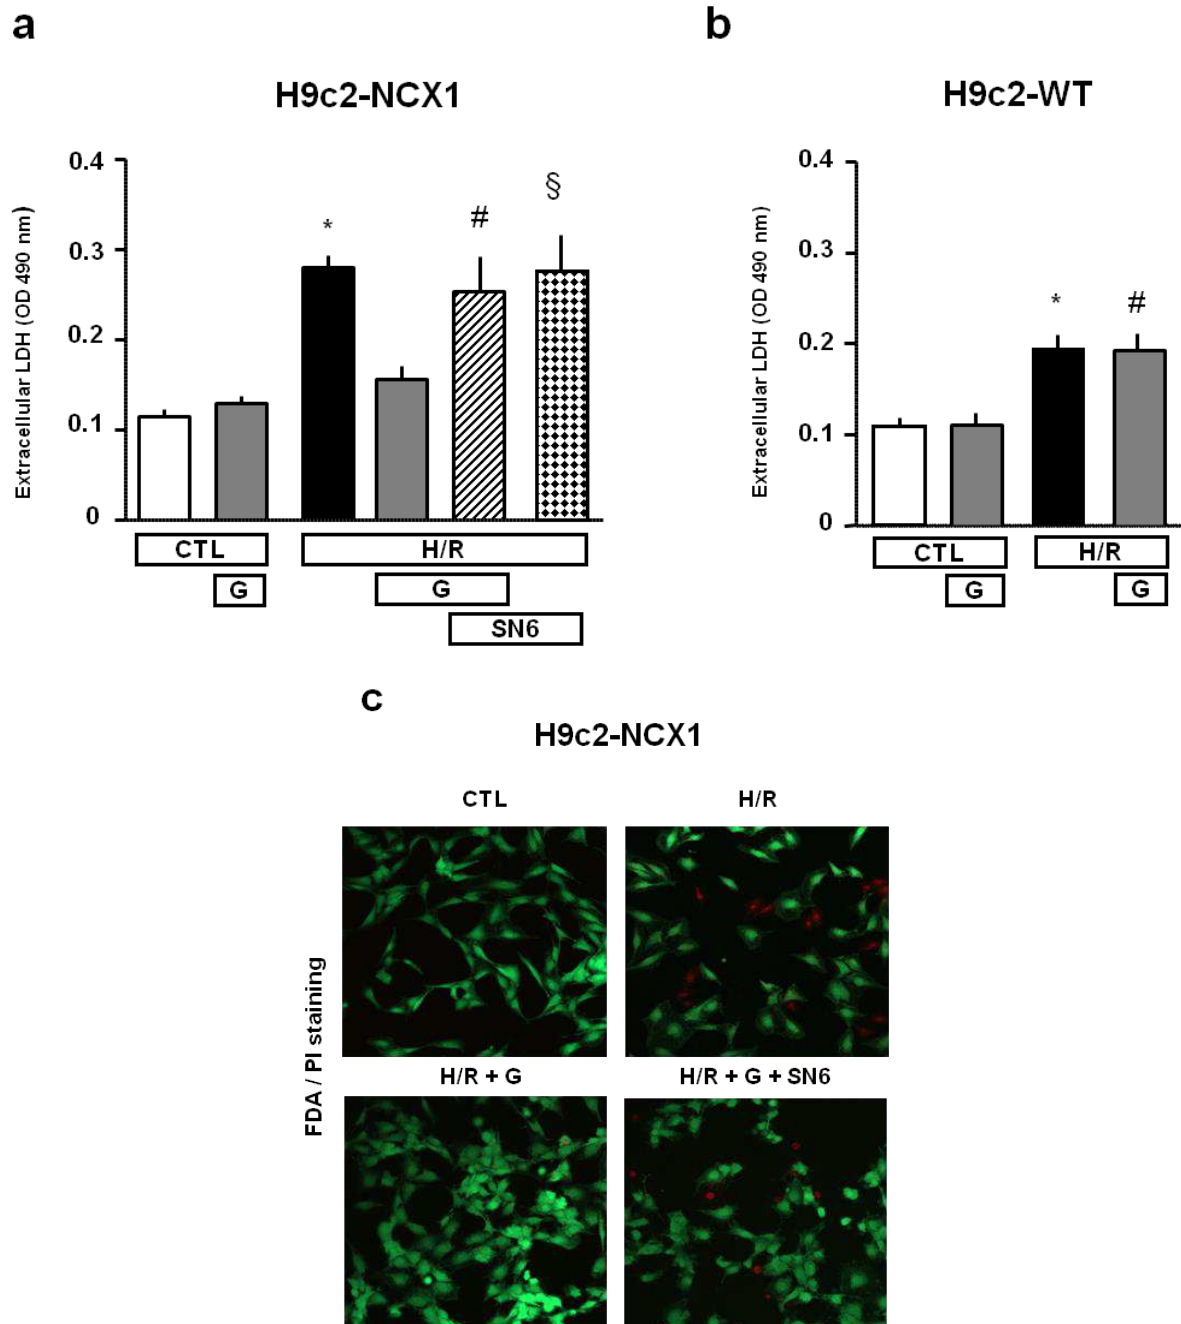 a
H9c2-NCX1
Extracellular LDH (OD 490 nm)
0.4
0.3
0.2
0.1
0
*
#
§
CTL
H/R
G
G
SN6
b
H9c2-WT
Extracellular LDH (OD 490 nm)
0.4
0.3
0.2
0.1
0
*
#
CTL
H/R
G
G
c
H9c2-NCX1
FDA / PI staining
CTL
H/R
H/R + G
H/R + G + SN6